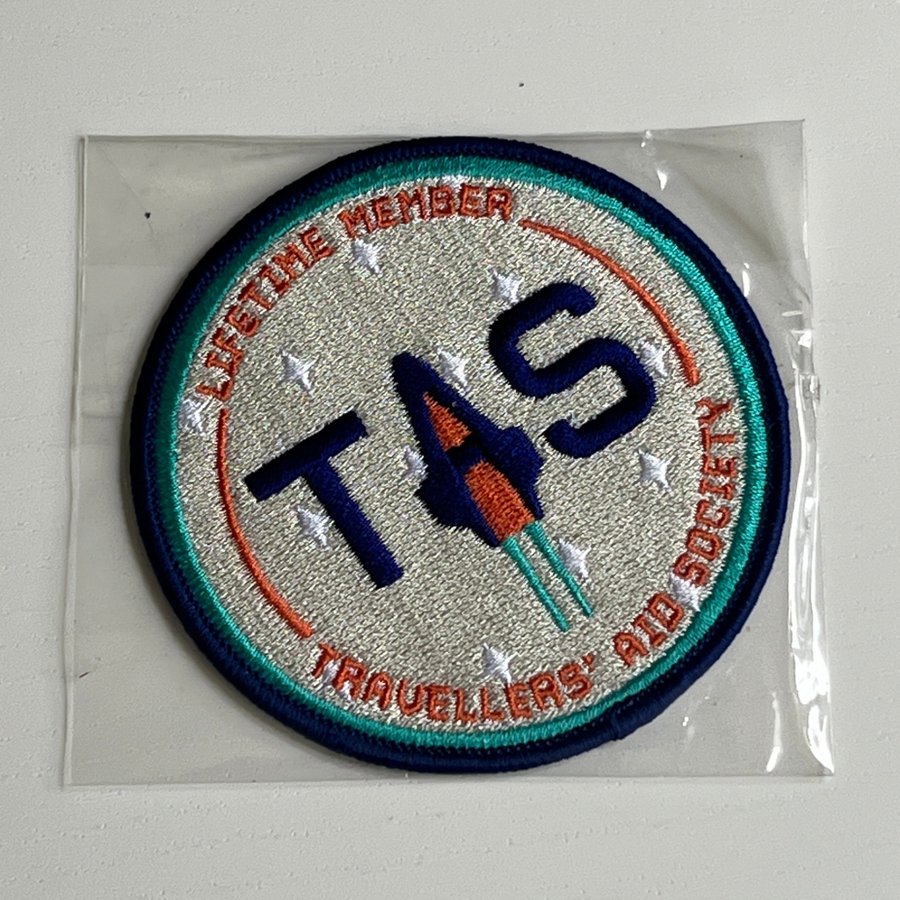 LIFETIME MEMBER
TAS
TRAVELLERS' AID SOCIETY